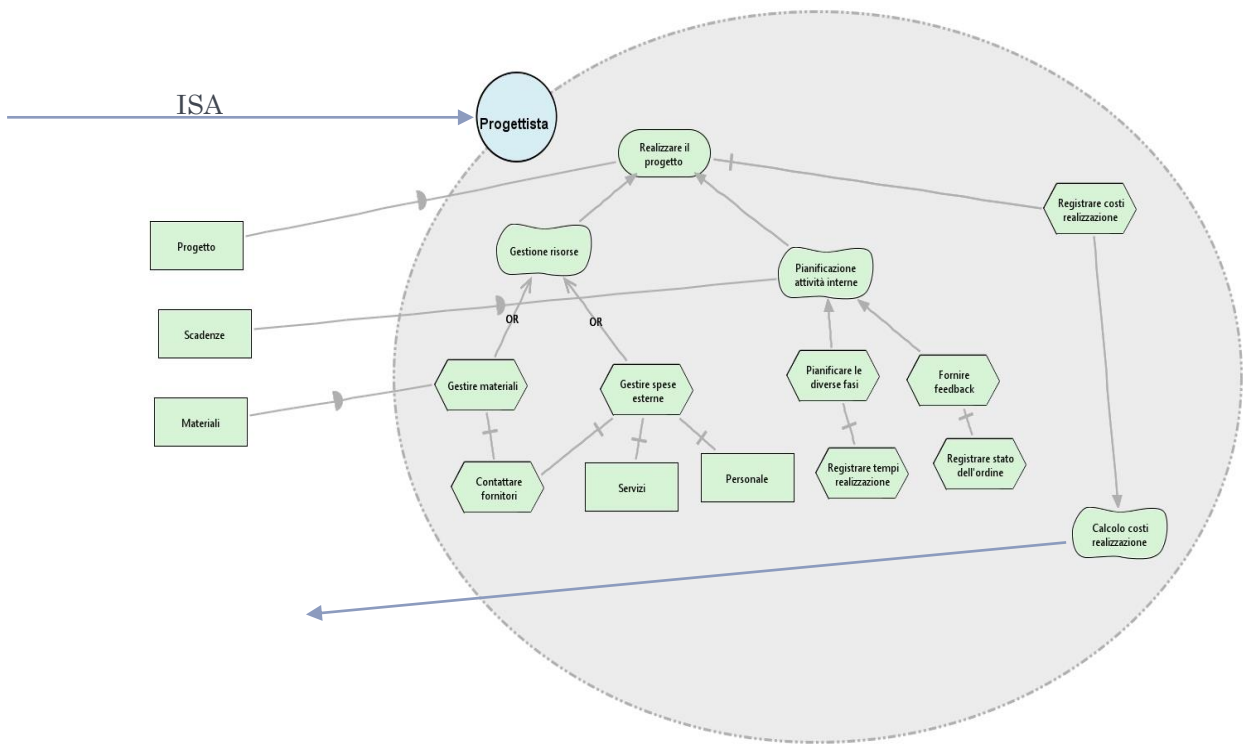 ISA
Progettista
Realizzare il
progetto
Registrare costi
realizzazione
Progetto
Gestione risorse
Pianificazione
attività interne
Scadenze
OR
OR
Gestire materiali
Gestire spese
esterne
Pianificare le
diverse fasi
Fornire
feedback
Materiali
Contattare
fornitori
Servizi
Personale
Registrare tempi
realizzazione
Registrare stato
dell'ordine
Calcolo costi
realizzazione